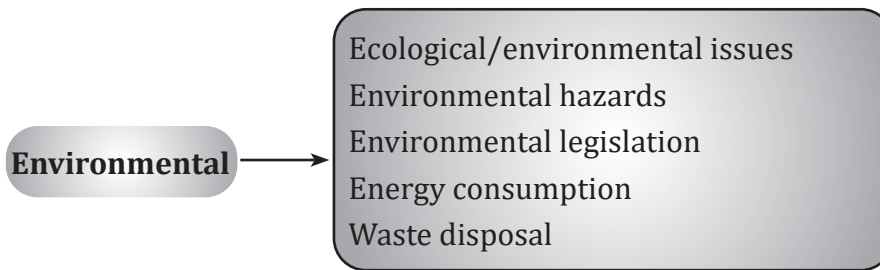 Environmental
Ecological/environmental issues
Environmental hazards
Environmental legislation
Energy consumption
Waste disposal